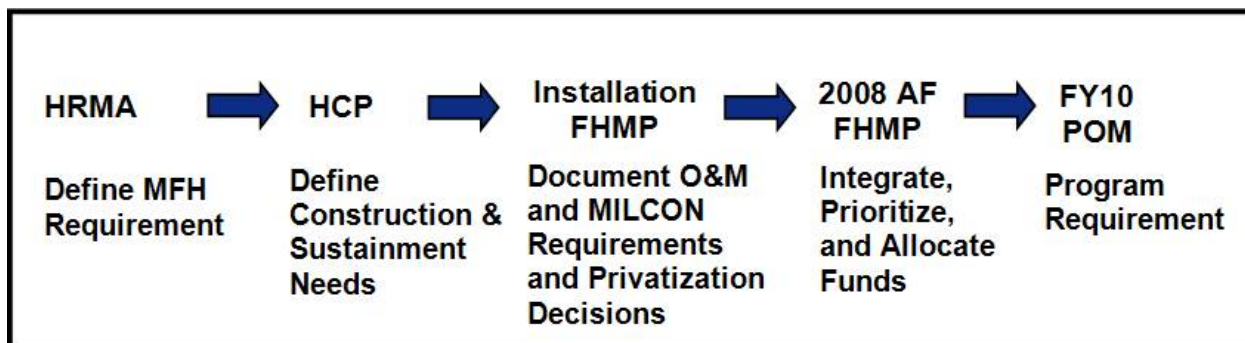 HRMA
HCP
Installation
FHMP
2008 AF
FHMP
FY10
POM
Define MFH
Requirement
Define
Construction &
Sustainment
Needs
Document O&M
and MILCON
Requirements
and Privatization
Decisions
Integrate,
Prioritize,
and Allocate
Funds
Program
Requirement